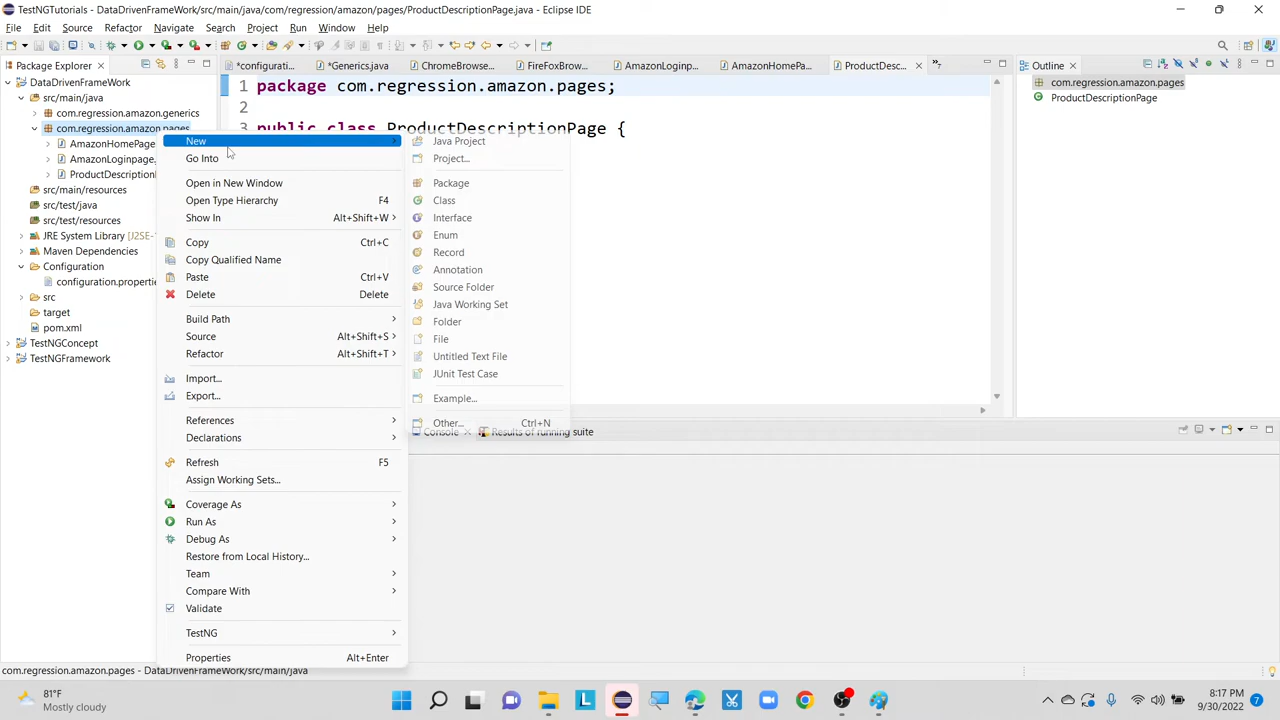 TestNGTutorials - DataDrivenFrameWork/src/main/java/com/regression/amazon/pages/ProductDescriptionPage.java - Eclipse IDE
File Edit Source Refactor Navigate Search Project Run Window Help
Package Explorer
*configurati...
*Generics.java
ChromeBrowse...
FireFoxBrow...
AmazonLoginp...
AmazonHomePa...
ProductDesc...
Outline
DataDrivenFrameWork
src/main/java
com.regression.amazon.generics
com.regression.amazon.pages
AmazonHomePage
AmazonLoginpage.
ProductDescription
src/main/resources
src/test/java
src/test/resources
JRE System Library [J2SE-
Maven Dependencies
Configuration
configuration.propertie
src
target
pom.xml
TestNGConcept
TestNGFramework
1 package com.regression.amazon.pages;
2
3 public class ProductDescriptionPage {
com.regression.amazon.pages
ProductDescriptionPage
New
Go Into
Open in New Window
Open Type Hierarchy F4
Show In Alt+Shift+W
Copy Ctrl+C
Copy Qualified Name
Paste Ctrl+V
Delete Delete
Build Path
Source Alt+Shift+S
Refactor Alt+Shift+T
Import...
Export...
References
Declarations
Refresh F5
Assign Working Sets...
Coverage As
Run As
Debug As
Restore from Local History...
Team
Compare With
Validate
TestNG
Properties Alt+Enter
Java Project
Project...
Package
Class
Interface
Enum
Record
Annotation
Source Folder
Java Working Set
Folder
File
Untitled Text File
JUnit Test Case
Example...
Other... Ctrl+N
Console
Results of running suite
com.regression.amazon.pages - DataDrivenFrameWork/src/main/java
81°F
Mostly cloudy
8:17 PM
9/30/2022